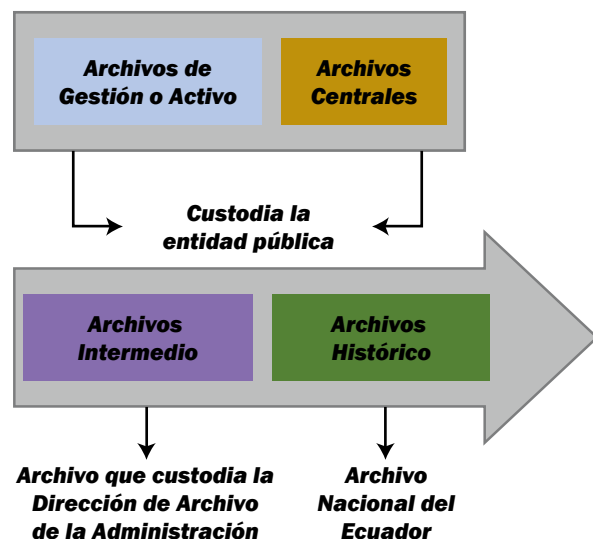 Archivos de
Gestión o Activo
Archivos
Centrales
Custodia la
entidad pública
Archivos
Intermedio
Archivos
Histórico
Archivo que custodia la
Dirección de Archivo
de la Administración
Archivo
Nacional del
Ecuador